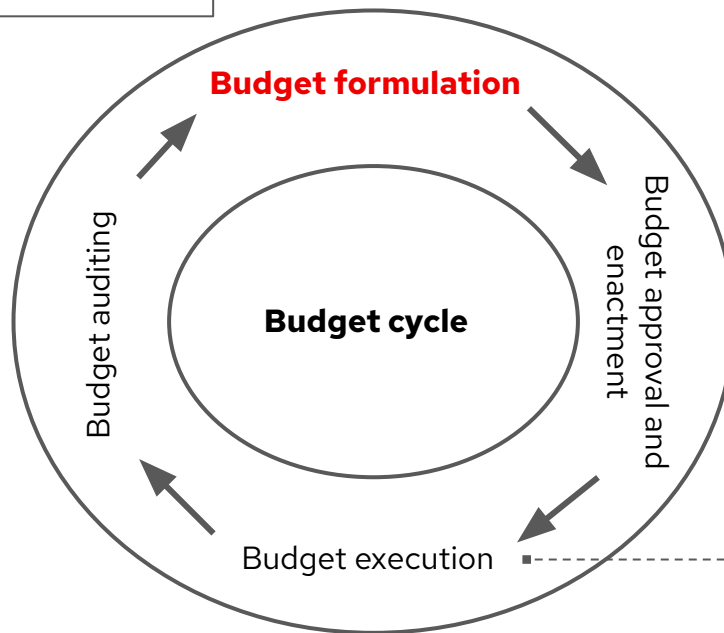 Budget formulation
Budget approval and
enactment
Budget cycle
Budget auditing
Budget execution